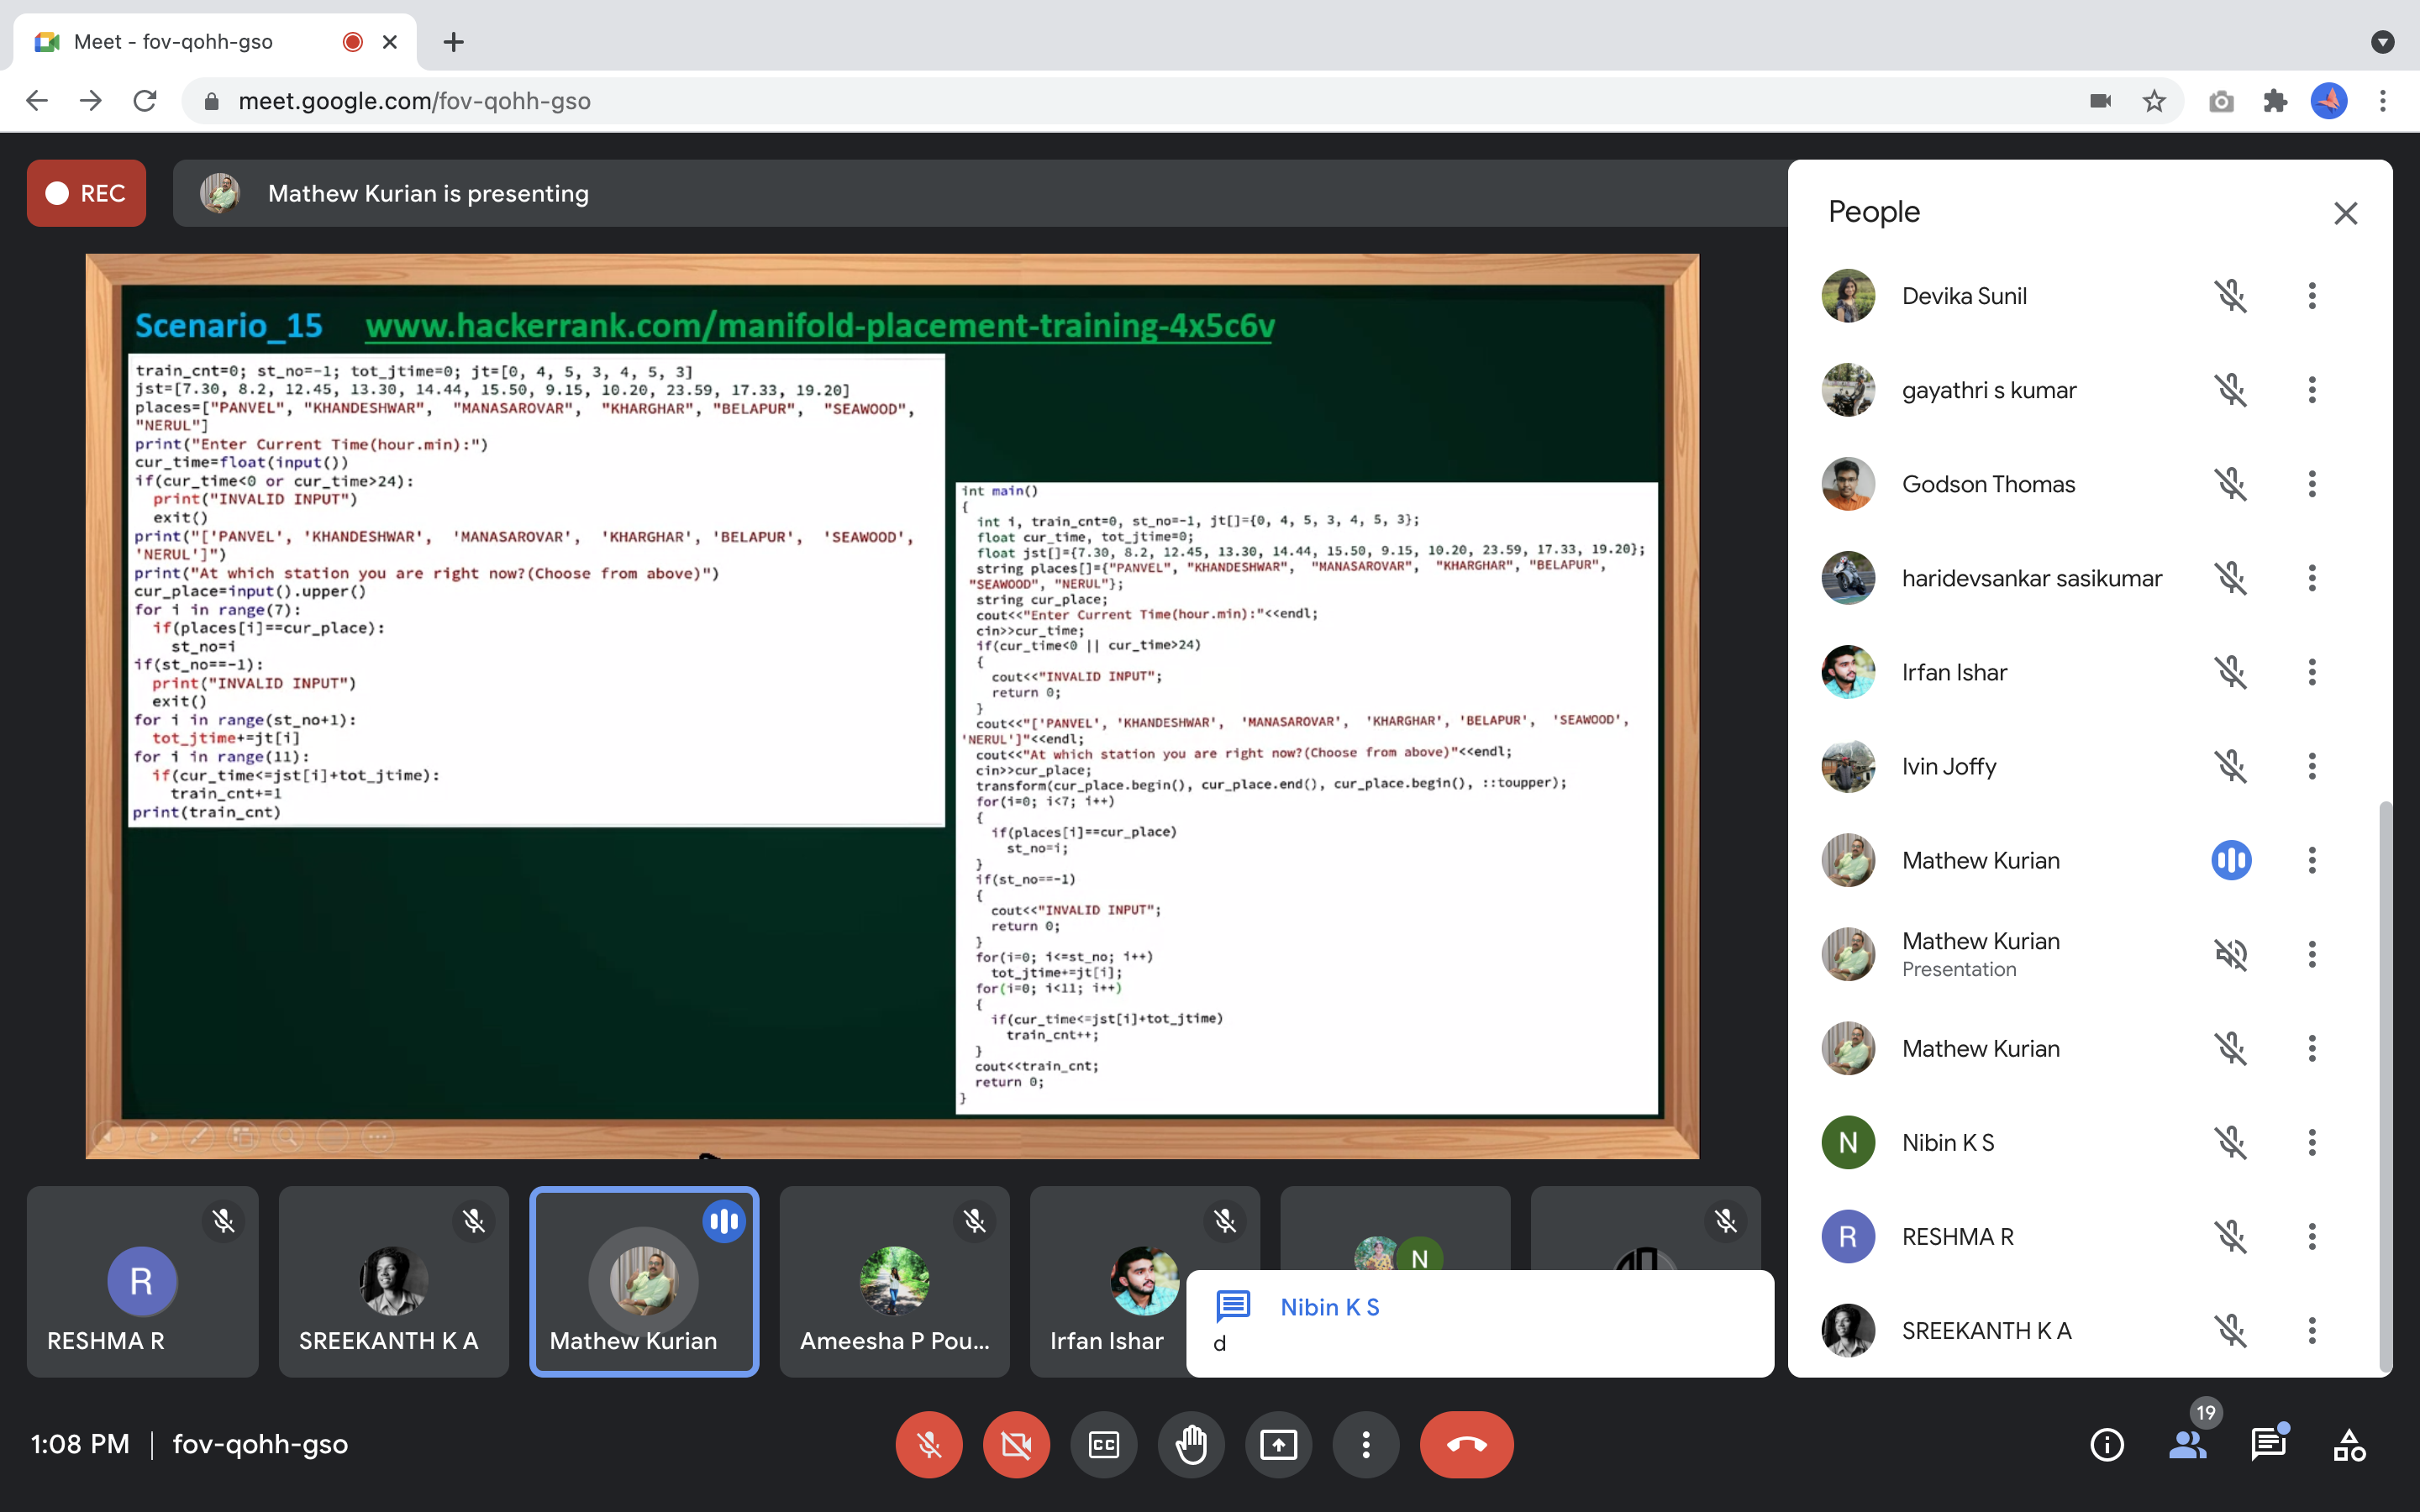 Meet - fov-qohh-gso
meet.google.com/fov-qohh-gso
REC
Mathew Kurian is presenting
Scenario_15 www.hackerrank.com/manifold-placement-training-4x5c6v
train_cnt=0; st_no=-1; tot_jtime=0; jt=[0, 4, 5, 3, 4, 5, 3]
jst=[7.30, 8.2, 12.45, 13.30, 14.44, 15.50, 9.15, 10.20, 23.59, 17.33, 19.20]
places=["PANVEL", "KHANDESHWAR", "MANASAROVAR", "KHARGHAR", "BELAPUR", "SEAWOOD",
"NERUL"]
print("Enter Current Time(hour.min):")
cur_time=float(input())
if(cur_time<0 or cur_time>24):
print("INVALID INPUT")
exit()
print("['PANVEL', 'KHANDESHWAR', 'MANASAROVAR', 'KHARGHAR', 'BELAPUR', 'SEAWOOD',
'NERUL']")
print("At which station you are right now?(Choose from above)")
cur_place=input().upper()
for i in range(7):
if(places[i]==cur_place):
st_no=i
if(st_no==-1):
print("INVALID INPUT")
exit()
for i in range(st_no+1):
tot_jtime+=jt[i]
for i in range(11):
if(cur_time<=jst[i]+tot_jtime):
train_cnt+=1
print(train_cnt)
int main()
{
int i, train_cnt=0, st_no=-1, jt[]={0, 4, 5, 3, 4, 5, 3};
float cur_time, tot_jtime=0;
float jst[]={7.30, 8.2, 12.45, 13.30, 14.44, 15.50, 9.15, 10.20, 23.59, 17.33, 19.20};
string places[]={"PANVEL", "KHANDESHWAR", "MANASAROVAR", "KHARGHAR", "BELAPUR",
"SEAWOOD", "NERUL"};
string cur_place;
cout<<"Enter Current Time(hour.min):"<<endl;
cin>>cur_time;
if(cur_time<0 || cur_time>24)
{
cout<<"INVALID INPUT";
return 0;
}
cout<<"['PANVEL', 'KHANDESHWAR', 'MANASAROVAR', 'KHARGHAR', 'BELAPUR', 'SEAWOOD',
'NERUL']"<<endl;
cout<<"At which station you are right now?(Choose from above)"<<endl;
cin>>cur_place;
transform(cur_place.begin(), cur_place.end(), cur_place.begin(), ::toupper);
for(i=0; i<7; i++)
{
if(places[i]==cur_place)
st_no=i;
}
if(st_no==-1)
{
cout<<"INVALID INPUT";
return 0;
}
for(i=0; i<=st_no; i++)
tot_jtime+=jt[i];
for(i=0; i<11; i++)
{
if(cur_time<=jst[i]+tot_jtime)
train_cnt++;
}
cout<<train_cnt;
return 0;
}
People
Devika Sunil
gayathri s kumar
Godson Thomas
haridevsankar sasikumar
Irfan Ishar
Ivin Joffy
Mathew Kurian
Mathew Kurian
Presentation
Mathew Kurian
N Nibin K S
R RESHMA R
SREEKANTH K A
R
RESHMA R
SREEKANTH K A
Mathew Kurian
Ameesha P Pou...
Irfan Ishar
N
Nibin K S
d
1:08 PM | fov-qohh-gso
CC
19